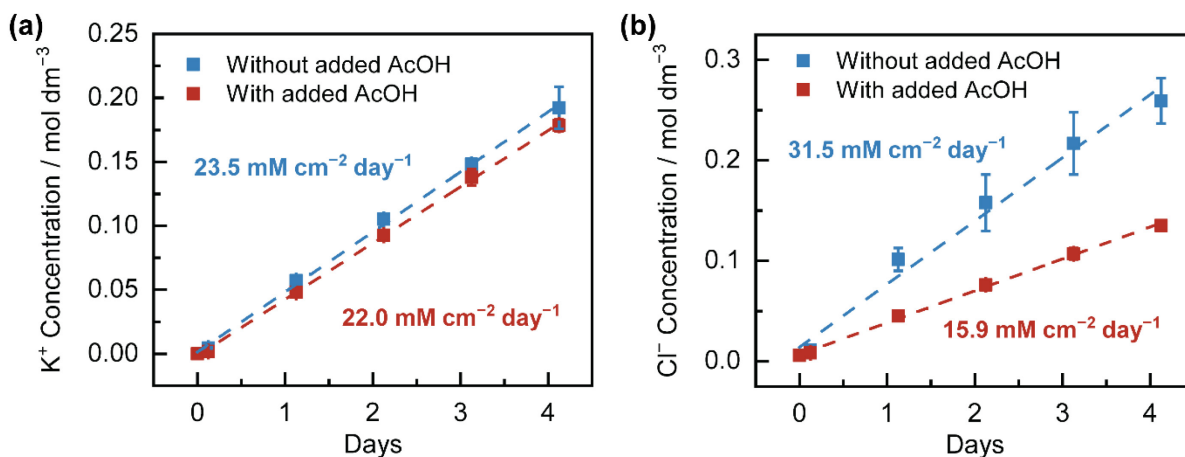 (a)
K⁺ Concentration / mol dm⁻³
0.25
0.20
0.15
0.10
0.05
0.00
Without added AcOH
With added AcOH
23.5 mM cm⁻² day⁻¹
22.0 mM cm⁻² day⁻¹
0 1 2 3 4
Days
(b)
Cl⁻ Concentration / mol dm⁻³
0.3
0.2
0.1
0.0
Without added AcOH
With added AcOH
31.5 mM cm⁻² day⁻¹
15.9 mM cm⁻² day⁻¹
0 1 2 3 4
Days